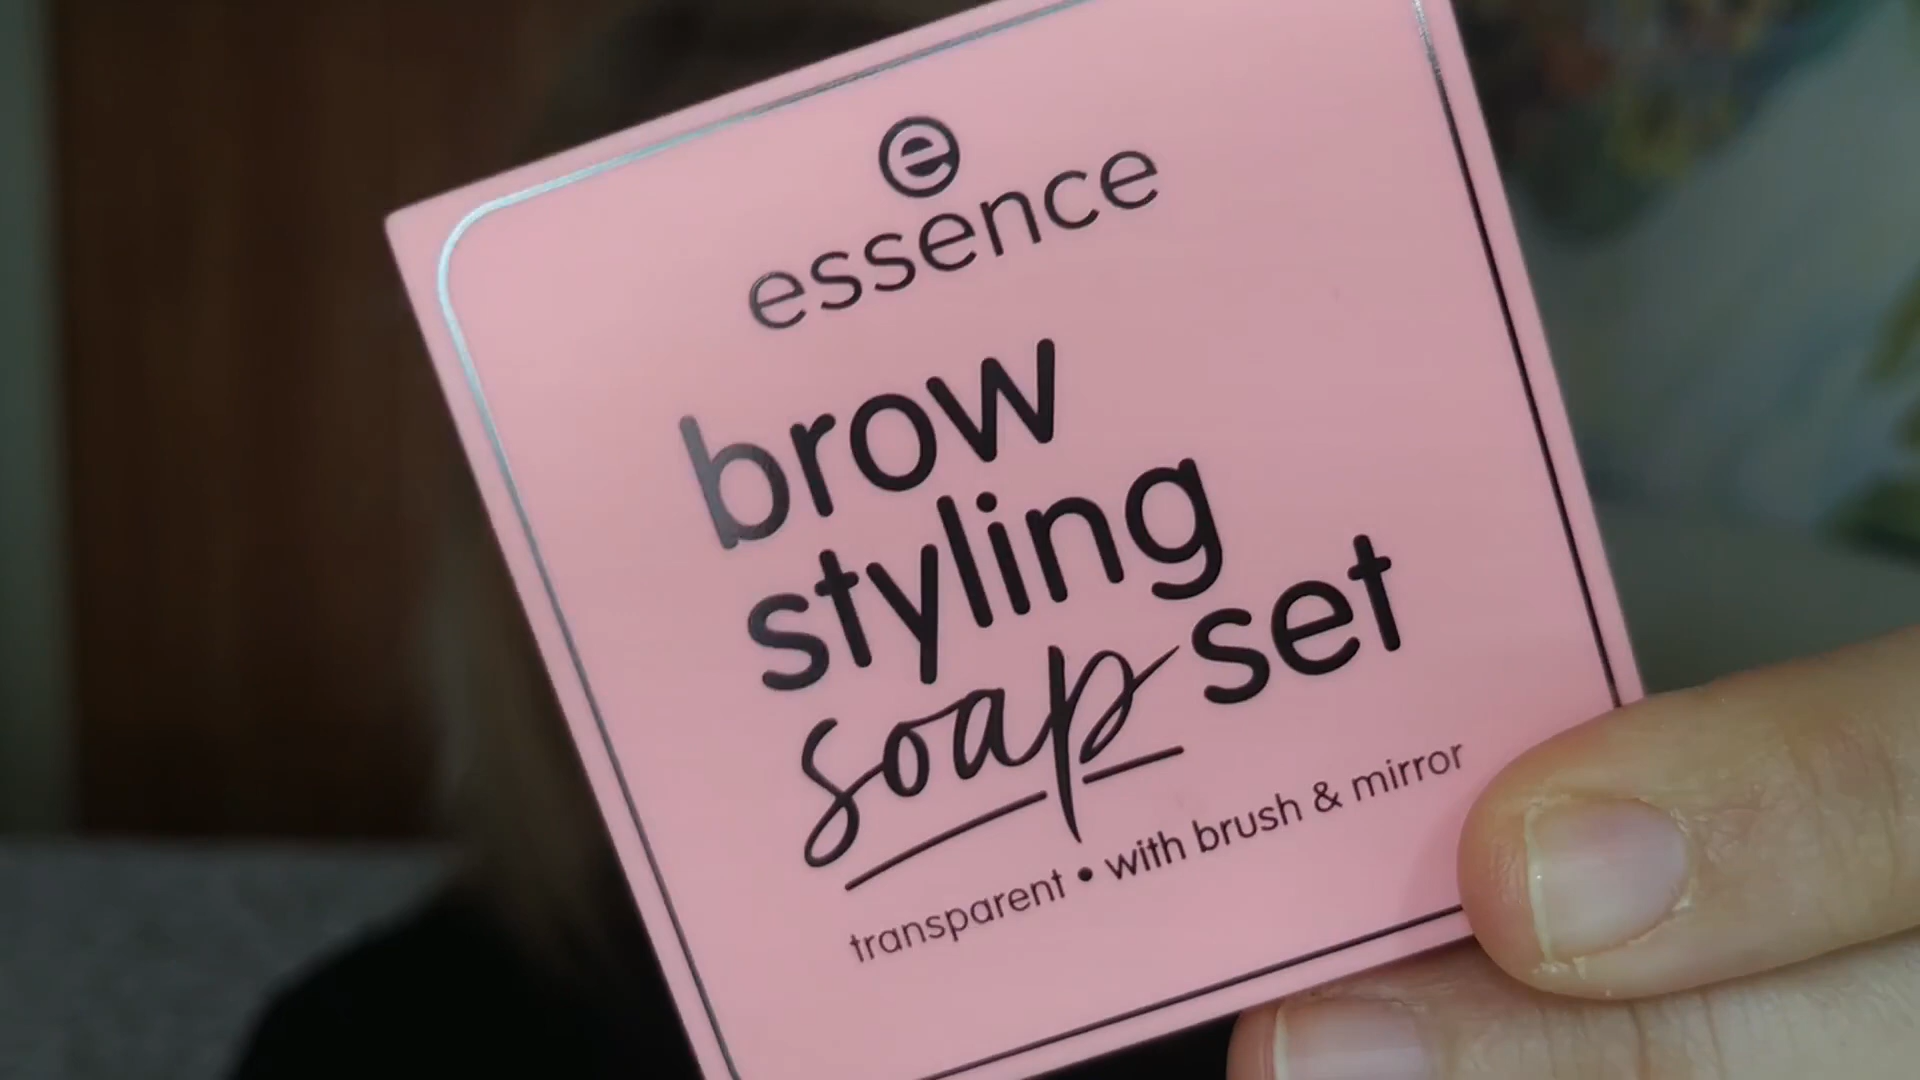 e
essence
brow
styling
soap set
transparent • with brush & mirror